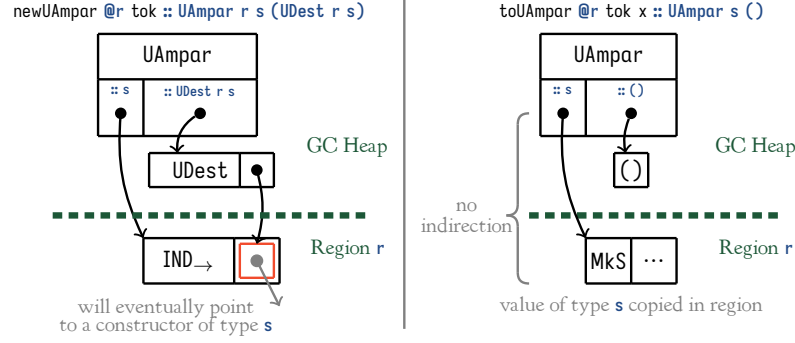 newUAmpar @r tok :: UAmpar r s (UDest r s)
UAmpar
:: s
:: UDest r s
GC Heap
UDest
Region r
IND→
will eventually point
to a constructor of type s
toUAmpar @r tok x :: UAmpar s ()
UAmpar
:: s
:: ()
GC Heap
()
no
indirection
Region r
MkS
...
value of type s copied in region